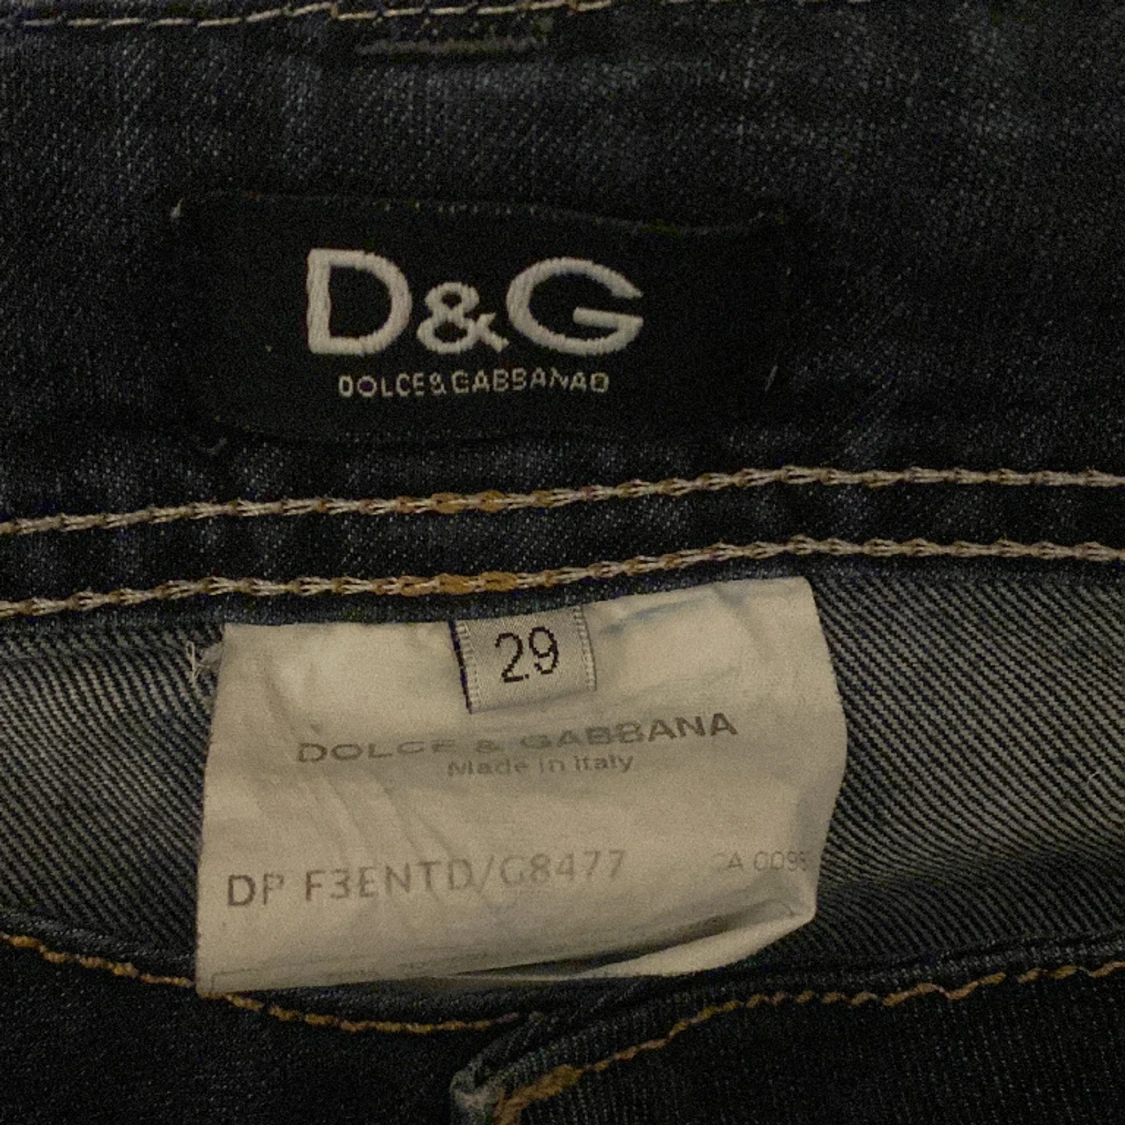 D&G
DOLCE&GABBANAD
29
DOLCE & GABBANA
Made in Italy
DP F3ENTD/G8477